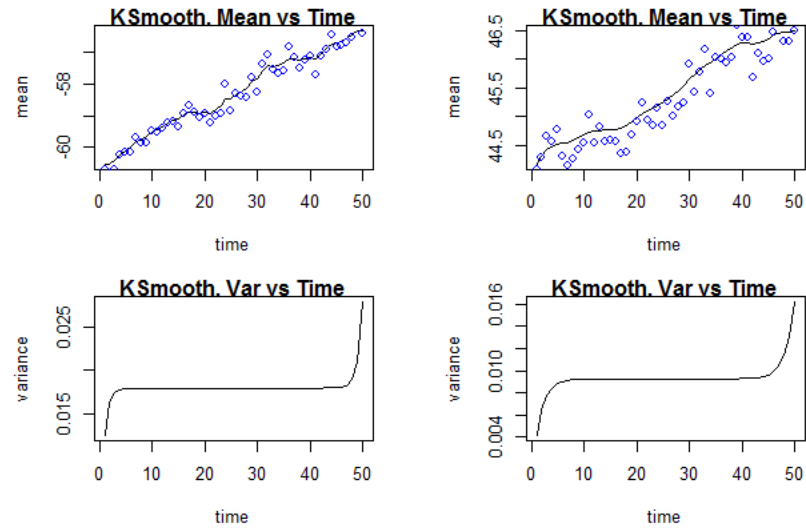 KSmooth, Mean vs Time
mean
-58
-60
0 10 20 30 40 50
time
KSmooth, Mean vs Time
mean
46.5
45.5
44.5
0 10 20 30 40 50
time
KSmooth, Var vs Time
variance
0.025
0.015
0 10 20 30 40 50
time
KSmooth, Var vs Time
variance
0.016
0.010
0.004
0 10 20 30 40 50
time